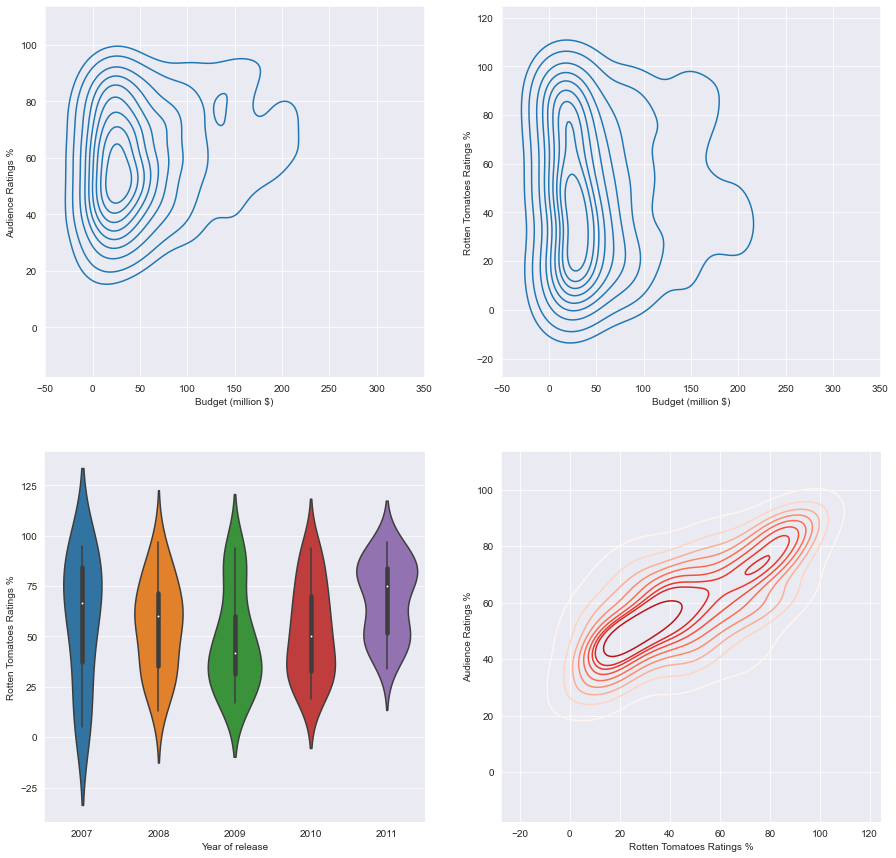 100
80
60
40
20
0
Audience Ratings %
−50 0 50 100 150 200 250 300 350
Budget (million $)
120
100
80
60
40
20
0
−20
Rotten Tomatoes Ratings %
−50 0 50 100 150 200 250 300 350
Budget (million $)
125
100
75
50
25
0
−25
Rotten Tomatoes Ratings %
2007 2008 2009 2010 2011
Year of release
100
80
60
40
20
0
Audience Ratings %
−20 0 20 40 60 80 100 120
Rotten Tomatoes Ratings %